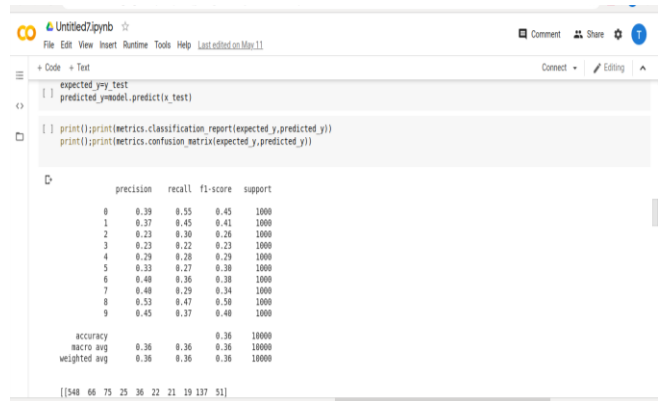 Untitled7.ipynb
File Edit View Insert Runtime Tools Help Last edited on May 11
Comment Share T
+ Code + Text
Connect Editing
expected_y=y_test
[ ] predicted_y=model.predict(x_test)
[ ] print();print(metrics.classification_report(expected_y,predicted_y))
print();print(metrics.confusion_matrix(expected_y,predicted_y))
precision recall f1-score support
0 0.39 0.55 0.45 1000
1 0.37 0.45 0.41 1000
2 0.23 0.30 0.26 1000
3 0.23 0.22 0.23 1000
4 0.29 0.28 0.29 1000
5 0.33 0.27 0.30 1000
6 0.40 0.36 0.38 1000
7 0.40 0.29 0.34 1000
8 0.53 0.47 0.50 1000
9 0.45 0.37 0.40 1000
accuracy 0.36 10000
macro avg 0.36 0.36 0.36 10000
weighted avg 0.36 0.36 0.36 10000
[[548 66 75 25 36 22 21 19 137 51]